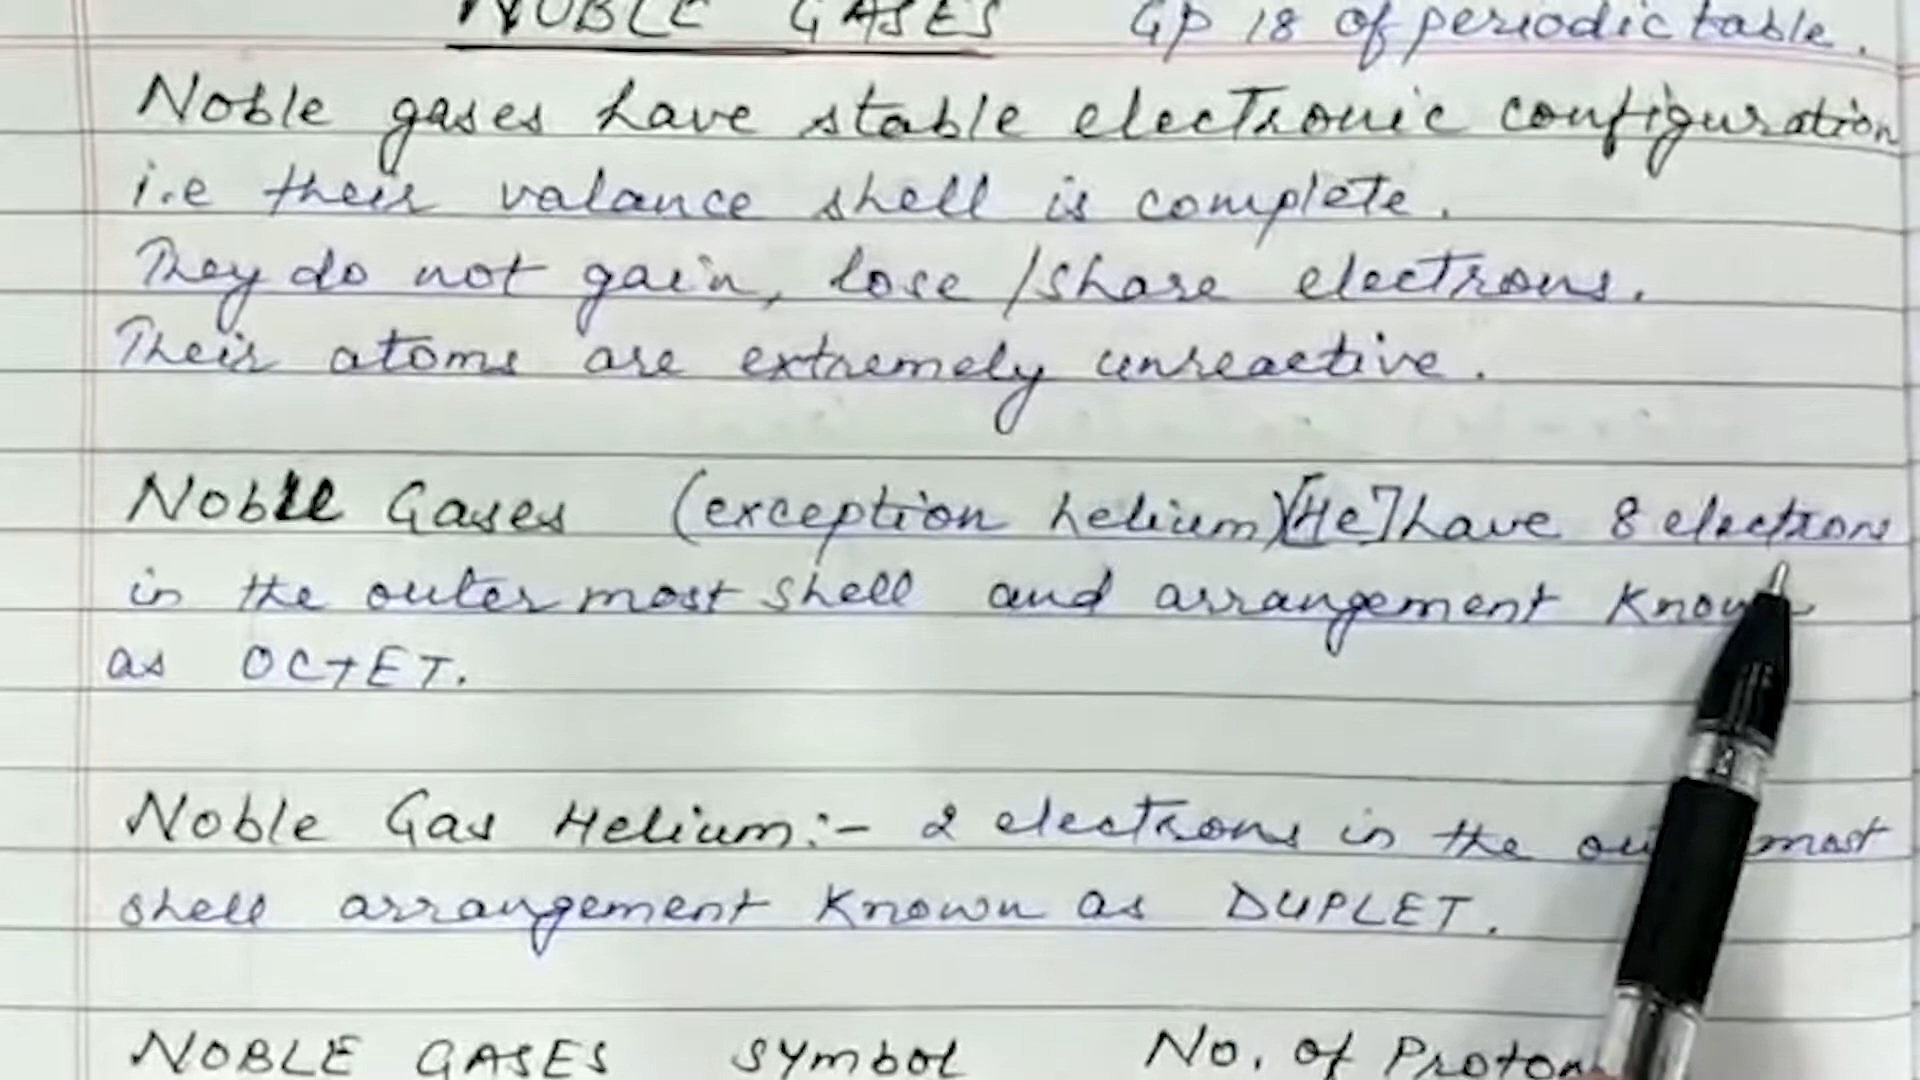 NOBLE GASES GP 18 of periodic table.
Noble gases have stable electronic configuration
i.e their valance shell is complete.
They do not gain, lose /share electrons.
Their atoms are extremely unreactive.
Noble Gases (exception helium)[He] have 8 electrons
in the outer most shell and arrangement known
as OCTET.
Noble Gas Helium:- 2 electrons in the most
shell arrangement known as DUPLET.
NOBLE GASES Symbol No. of Proton